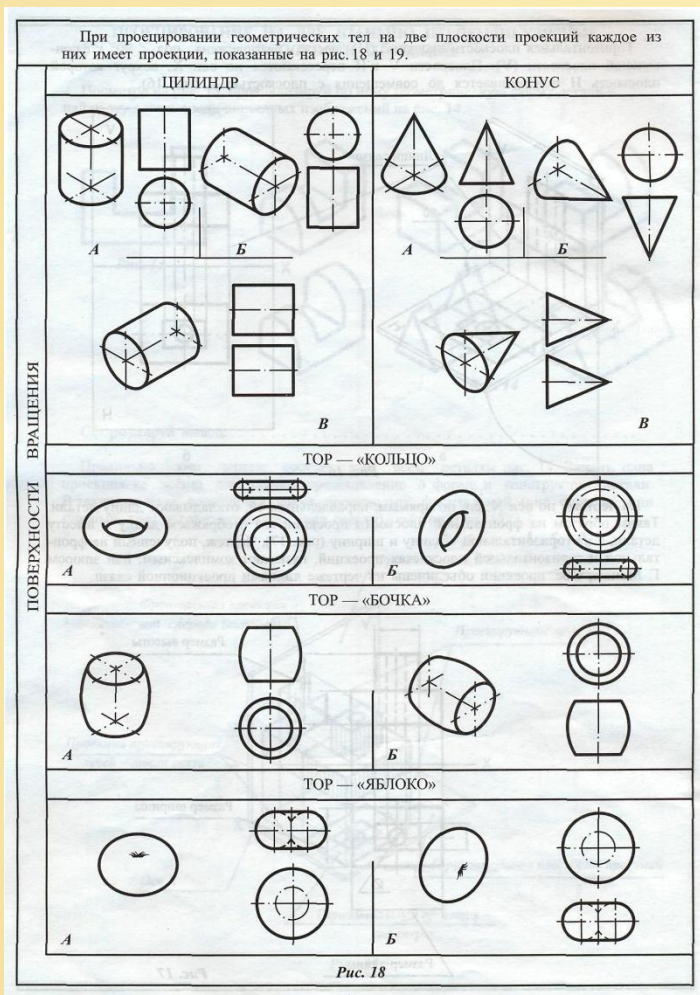 При проецировании геометрических тел на две плоскости проекций каждое из
них имеет проекции, показанные на рис. 18 и 19.
ПОВЕРХНОСТИ ВРАЩЕНИЯ
ЦИЛИНДР
КОНУС
А
Б
А
Б
В
В
ТОР — «КОЛЬЦО»
А
Б
ТОР — «БОЧКА»
А
Б
ТОР — «ЯБЛОКО»
А
Б
Рис. 18